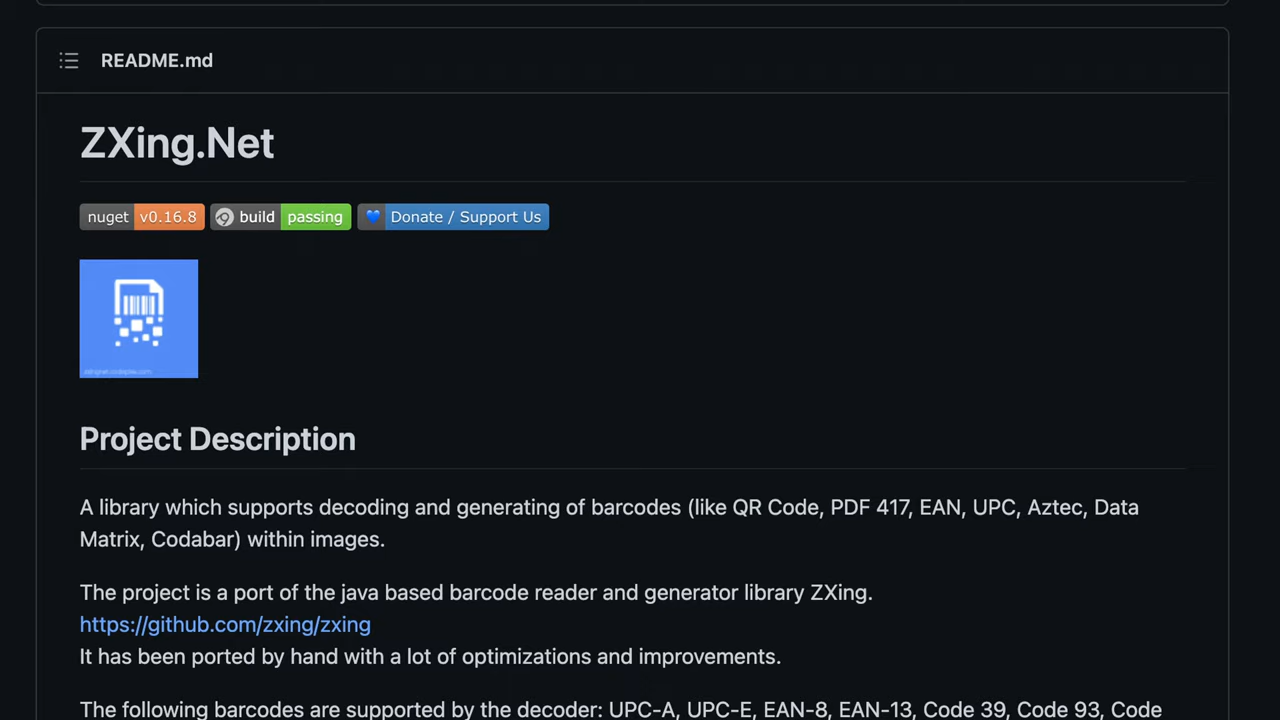 README.md
ZXing.Net
nuget v0.16.8 build passing Donate / Support Us
Project Description
A library which supports decoding and generating of barcodes (like QR Code, PDF 417, EAN, UPC, Aztec, Data
Matrix, Codabar) within images.
The project is a port of the java based barcode reader and generator library ZXing.
https://github.com/zxing/zxing
It has been ported by hand with a lot of optimizations and improvements.
The following barcodes are supported by the decoder: UPC-A, UPC-E, EAN-8, EAN-13, Code 39, Code 93, Code